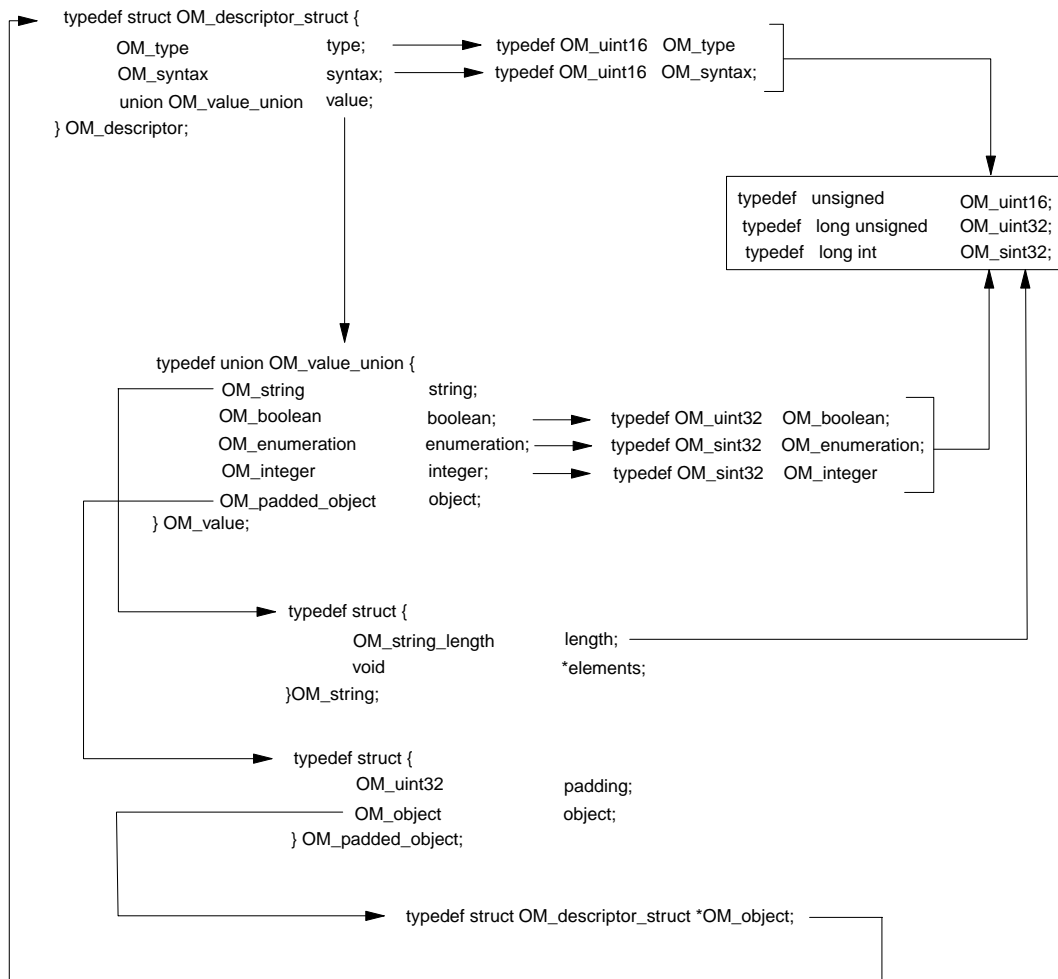 typedef struct OM_descriptor_struct {
OM_type type; typedef OM_uint16 OM_type
OM_syntax syntax; typedef OM_uint16 OM_syntax;
union OM_value_union value;
} OM_descriptor;
typedef unsigned OM_uint16;
typedef long unsigned OM_uint32;
typedef long int OM_sint32;
typedef union OM_value_union {
OM_string string;
OM_boolean boolean; typedef OM_uint32 OM_boolean;
OM_enumeration enumeration; typedef OM_sint32 OM_enumeration;
OM_integer integer; typedef OM_sint32 OM_integer
OM_padded_object object;
} OM_value;
typedef struct {
OM_string_length length;
void *elements;
}OM_string;
typedef struct {
OM_uint32 padding;
OM_object object;
} OM_padded_object;
typedef struct OM_descriptor_struct *OM_object;